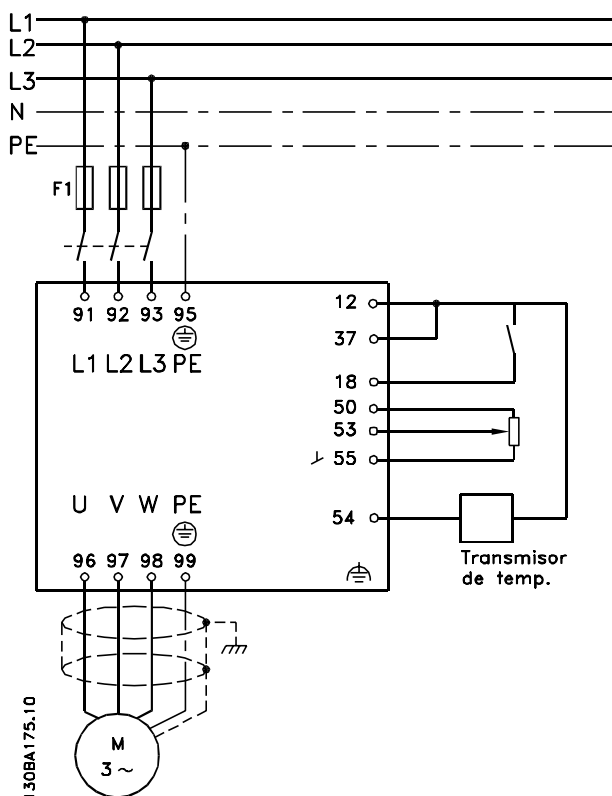 L1
L2
L3
N
PE
F1
91 92 93 95
L1 L2 L3 PE
12
37
18
50
53
55
U V W PE
54
96 97 98 99
Transmisor
de temp.
M
3 ~
130BA175.10